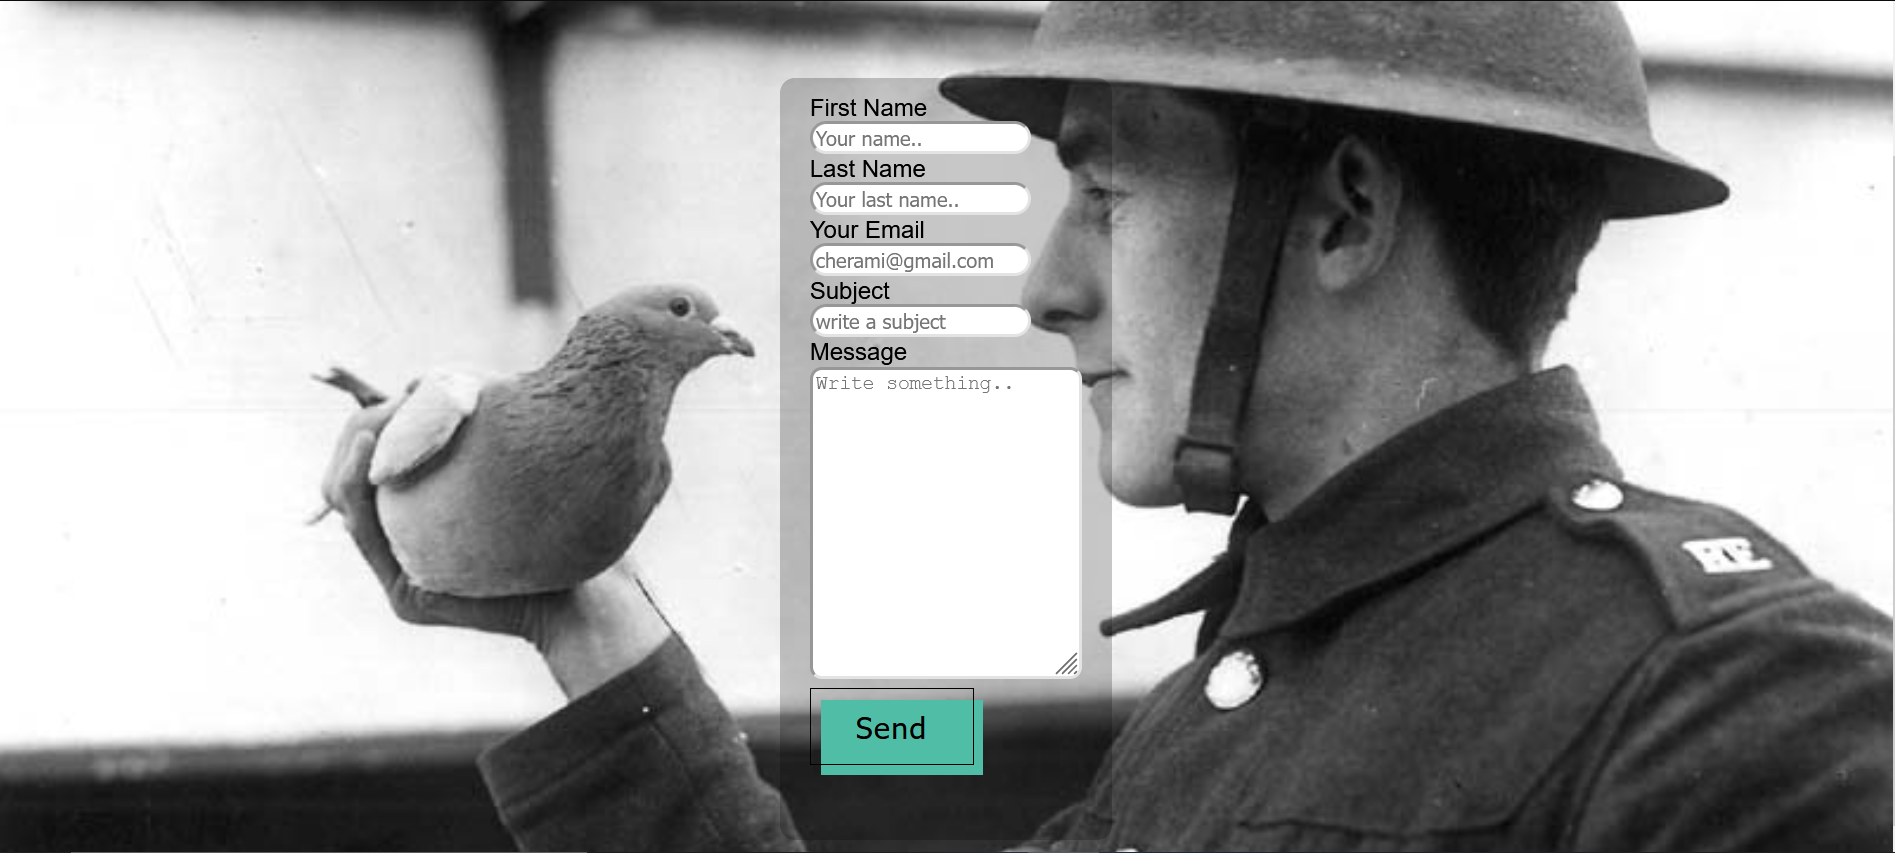 First Name
Your name..
Last Name
Your last name..
Your Email
cherami@gmail.com
Subject
write a subject
Message
Write something..
Send